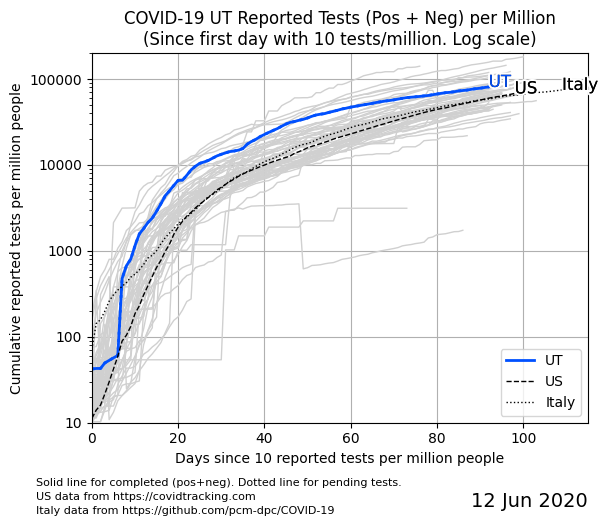 COVID-19 UT Reported Tests (Pos + Neg) per Million
(Since first day with 10 tests/million. Log scale)
Cumulative reported tests per million people
100000
10000
1000
100
10
0
20
40
60
80
100
Days since 10 reported tests per million people
UT
US
Italy
UT
US
Italy
Solid line for completed (pos+neg). Dotted line for pending tests.
US data from https://covidtracking.com
Italy data from https://github.com/pcm-dpc/COVID-19
12 Jun 2020